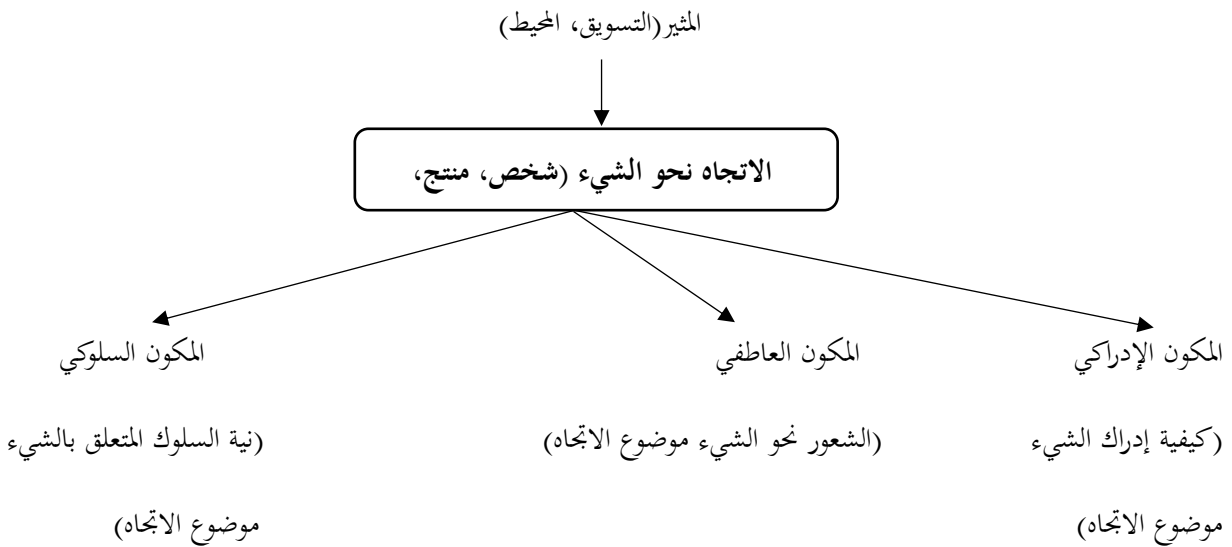 المثير(التسويق، المحيط)
الاتجاه نحو الشيء (شخص، منتج،
المكون الإدراكي
(كيفية إدراك الشيء
موضوع الاتجاه)
المكون العاطفي
(الشعور نحو الشيء موضوع الاتجاه)
المكون السلوكي
(نية السلوك المتعلق بالشيء
موضوع الاتجاه)